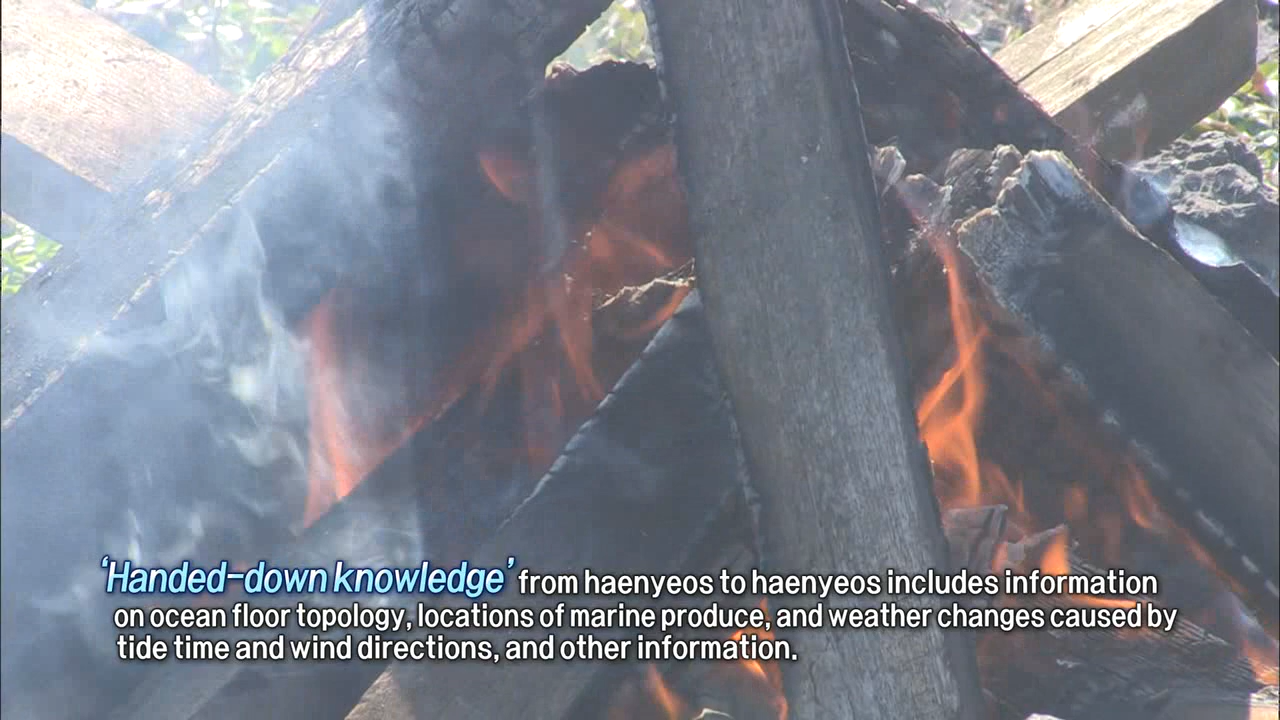 ‘Handed-down knowledge’ from haenyeos to haenyeos includes information
on ocean floor topology, locations of marine produce, and weather changes caused by
tide time and wind directions, and other information.